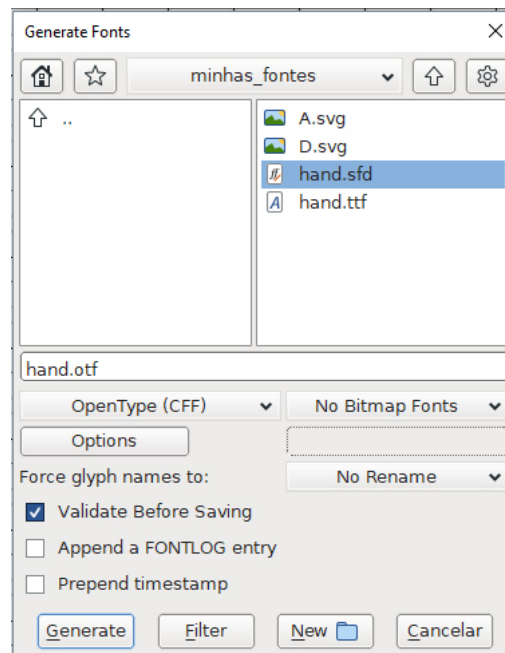 Generate Fonts
minhas_fontes
..
A.svg
D.svg
hand.sfd
hand.ttf
hand.otf
OpenType (CFF) No Bitmap Fonts
Options
Force glyph names to: No Rename
Validate Before Saving
Append a FONTLOG entry
Prepend timestamp
Generate Filter New Cancelar